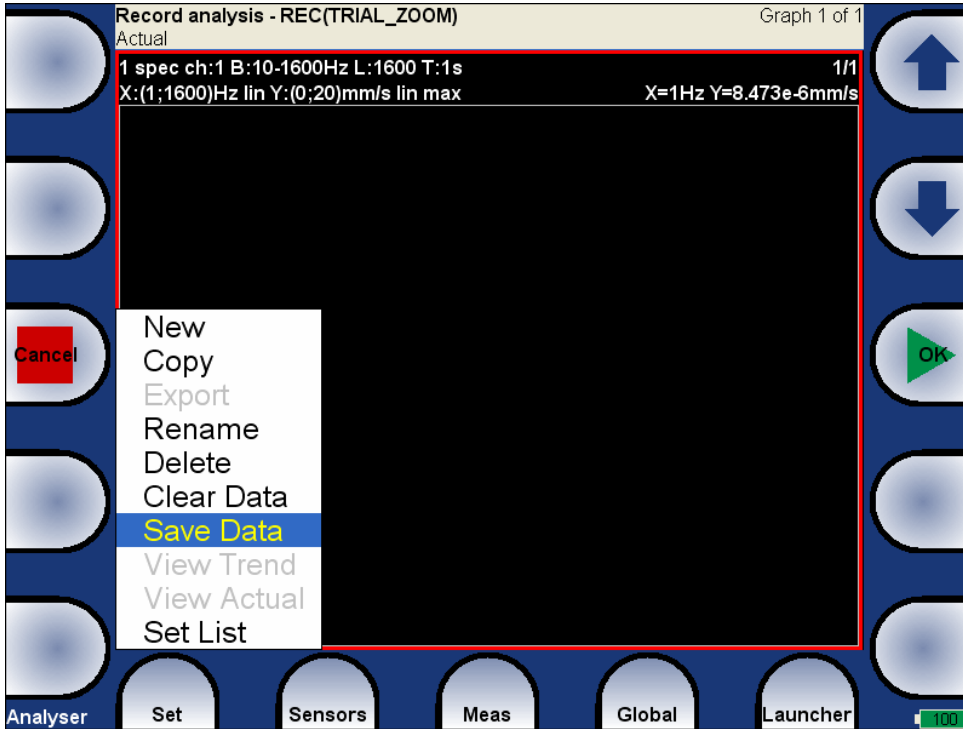 Record analysis - REC(TRIAL_ZOOM) Graph 1 of 1
Actual
1 spec ch:1 B:10-1600Hz L:1600 T:1s 1/1
X:(1;1600)Hz lin Y:(0;20)mm/s lin max X=1Hz Y=8.473e-6mm/s
New
Cancel
Copy
OK
Export
Rename
Delete
Clear Data
Save Data
View Trend
View Actual
Set List
Analyser Set Sensors Meas Global Launcher 100